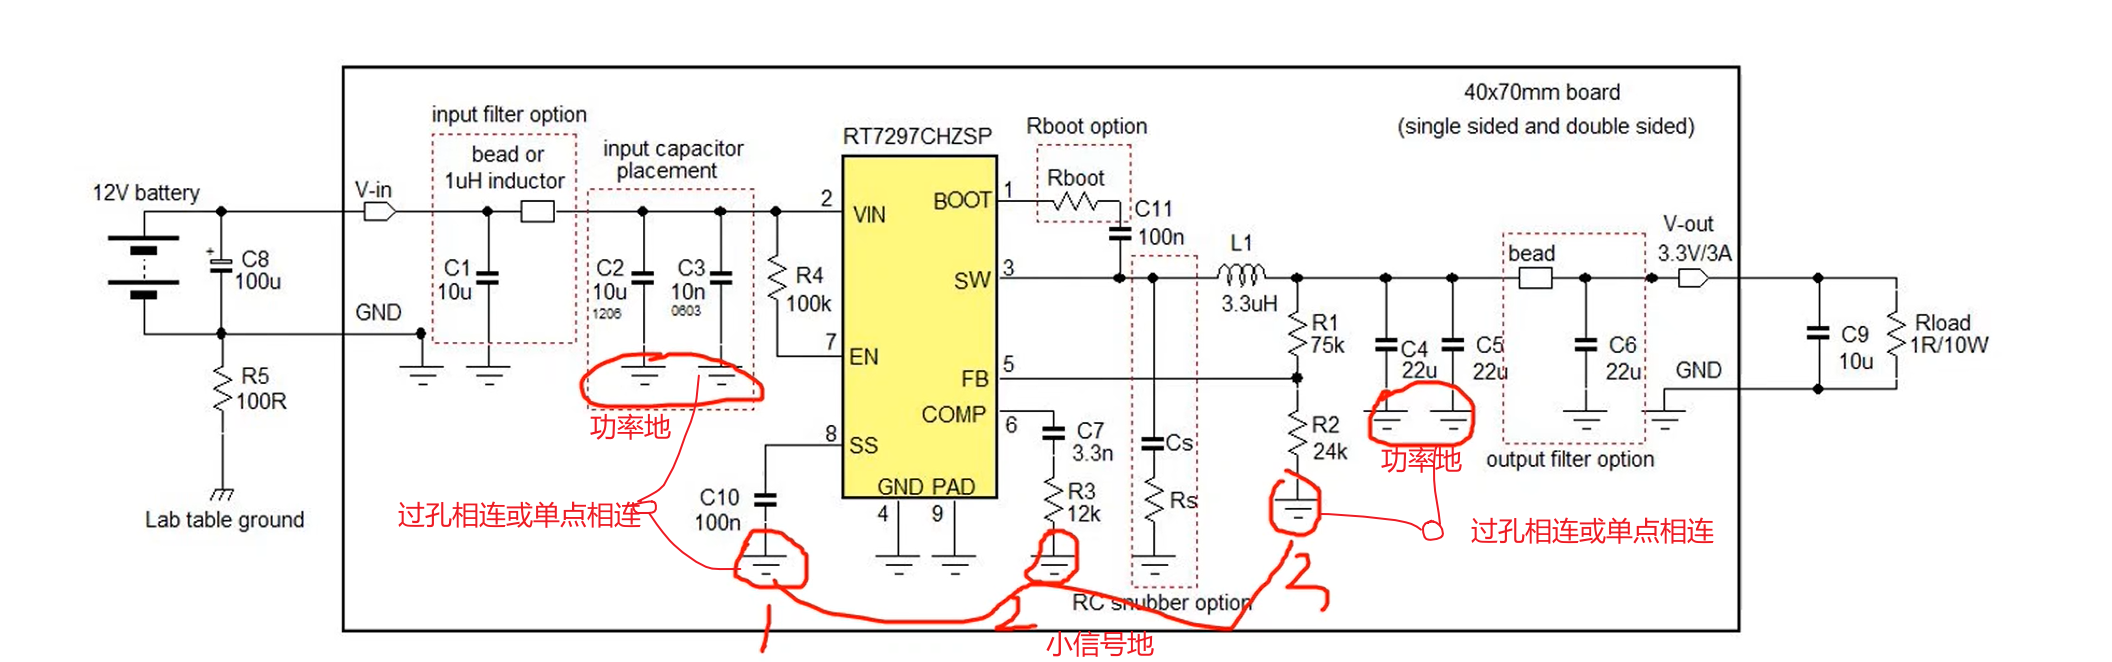 40x70mm board
(single sided and double sided)
input filter option
bead or
1uH inductor
input capacitor
placement
RT7297CHZSP
Rboot option
Rboot
12V battery
V-in
2
VIN
BOOT
1
C11
100n
V-out
3.3V/3A
bead
L1
3.3uH
SW
3
+
C8
100u
C1
10u
C2
10u
1206
C3
10n
0603
R4
100k
GND
7
EN
FB
5
R1
75k
C4
22u
C5
22u
C6
22u
C9
10u
Rload
1R/10W
GND
R5
100R
COMP
6
C7
3.3n
Cs
R2
24k
功率地
功率地
output filter option
8
SS
GND PAD
4
9
C10
100n
R3
12k
Rs
过孔相连或单点相连
过孔相连或单点相连
Lab table ground
RC snubber option
1
2
3
小信号地